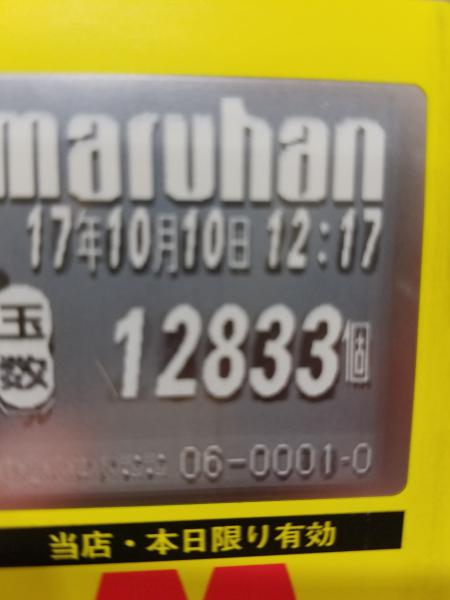 maruhan
17年10月10日 12:17
玉数 12833個
06-0001-0
当店・本日限り有効